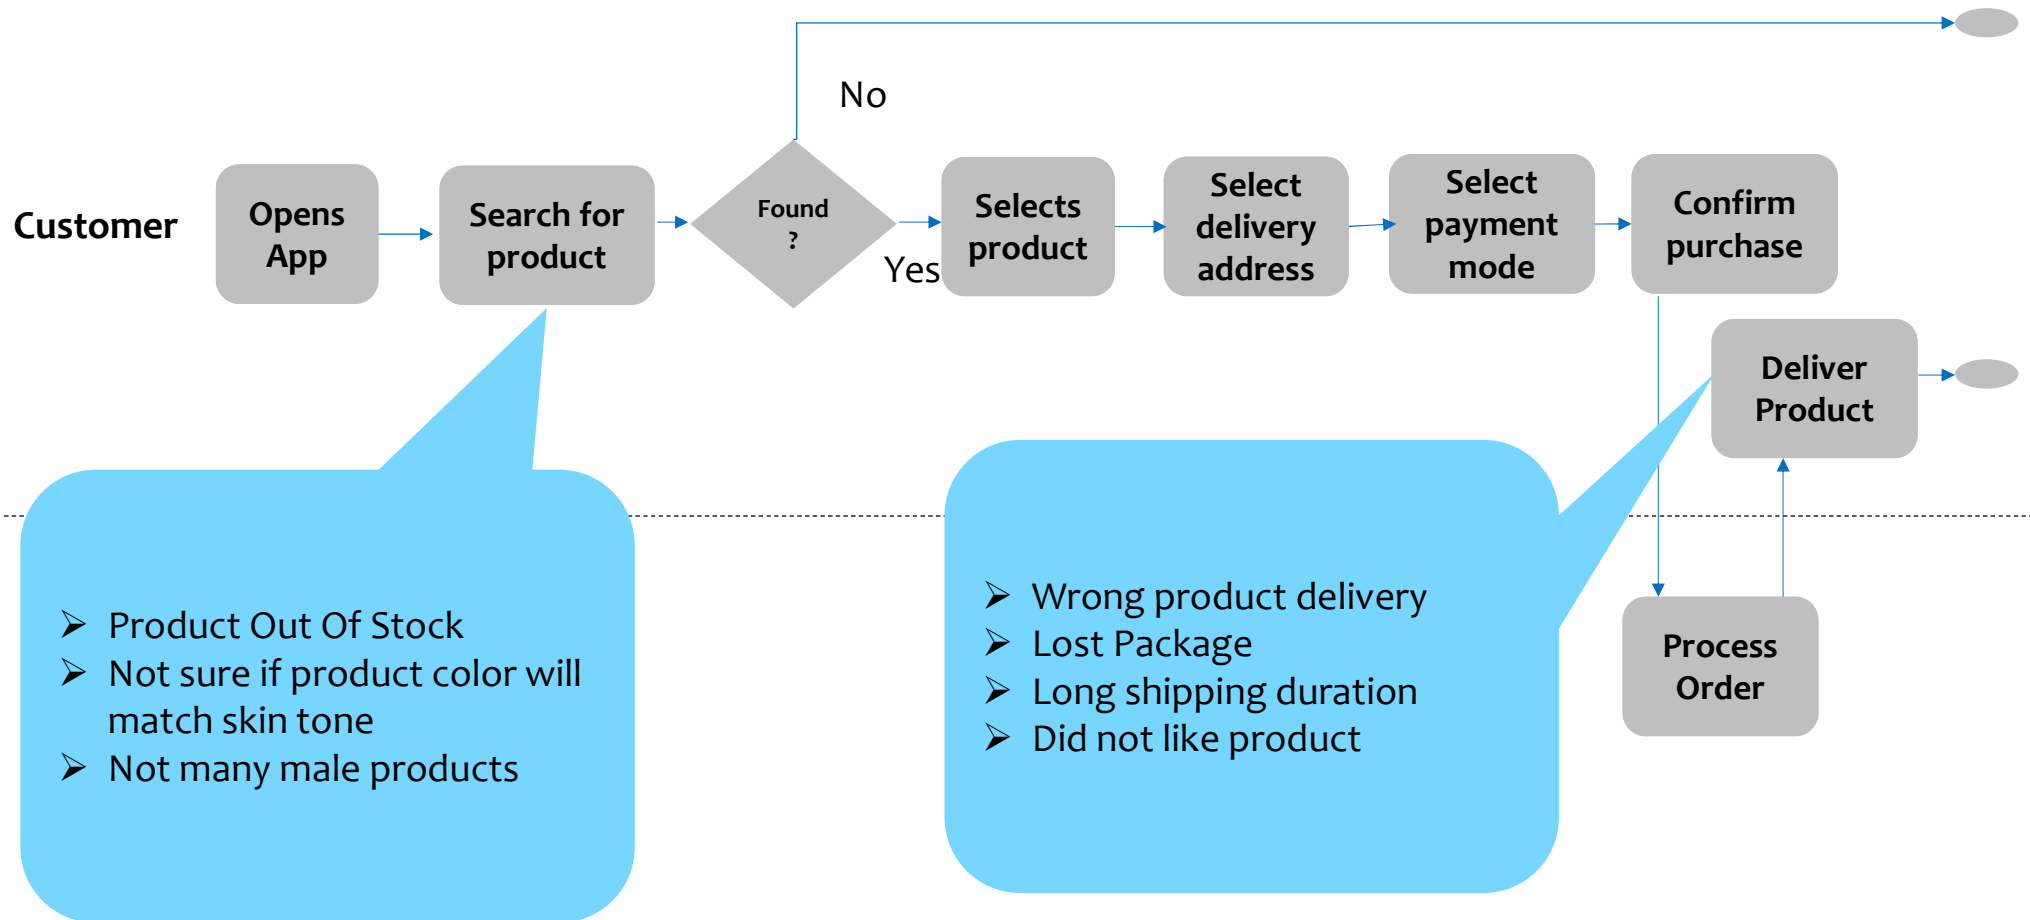 No
Customer
Opens
App
Search for
product
Found
?
Yes
Selects
product
Select
delivery
address
Select
payment
mode
Confirm
purchase
Deliver
Product
➢ Product Out Of Stock
➢ Not sure if product color will
match skin tone
➢ Not many male products
➢ Wrong product delivery
➢ Lost Package
➢ Long shipping duration
➢ Did not like product
Process
Order